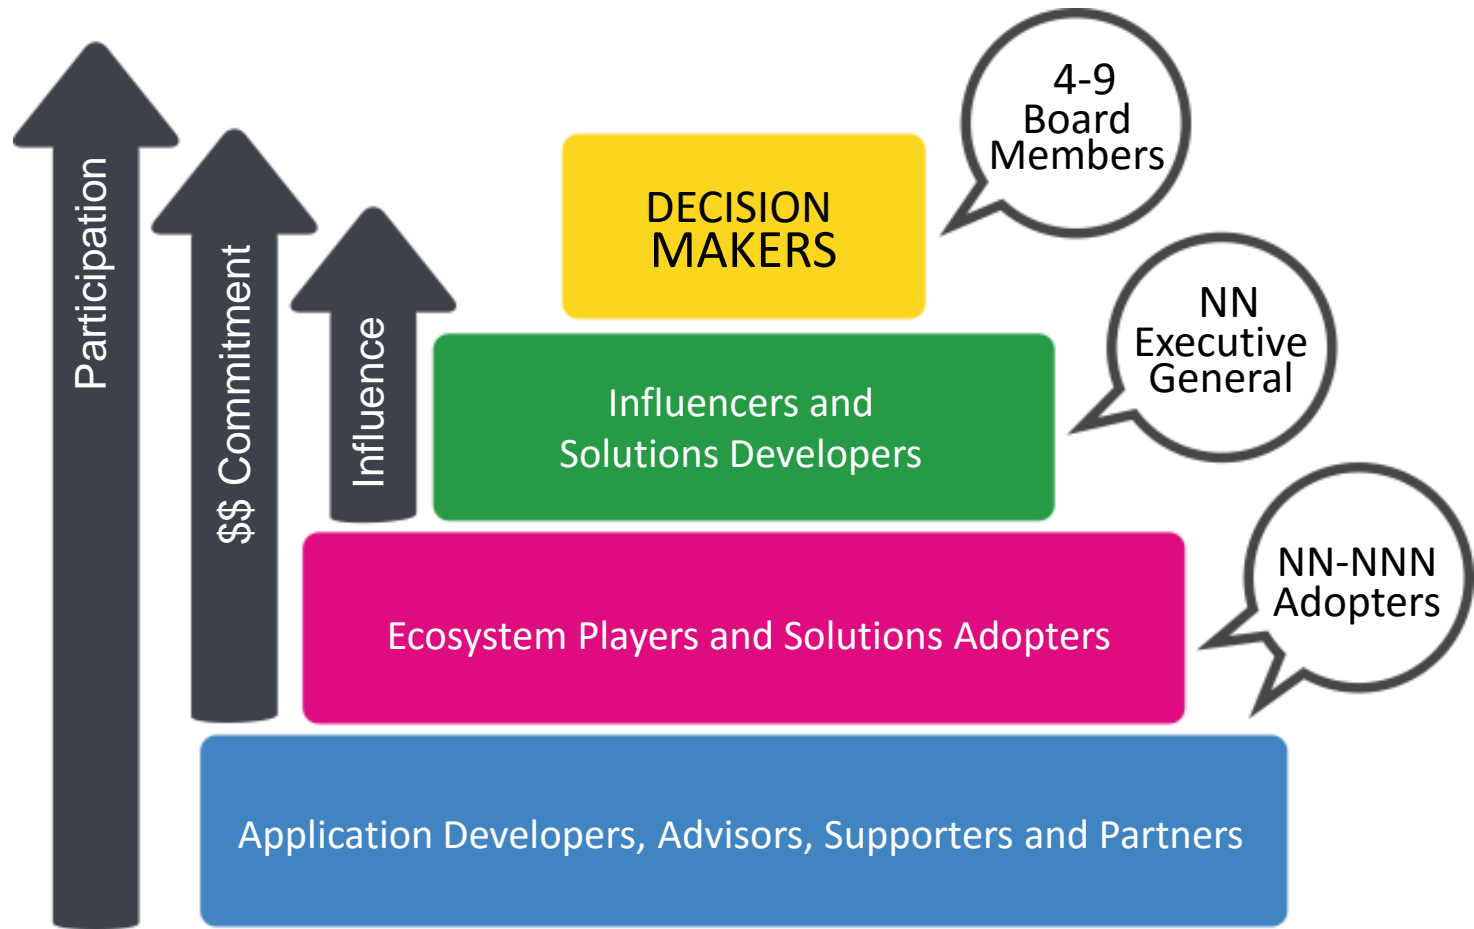 Participation
$$ Commitment
Influence
DECISION
MAKERS
4-9
Board
Members
Influencers and
Solutions Developers
NN
Executive
General
Ecosystem Players and Solutions Adopters
NN-NNN
Adopters
Application Developers, Advisors, Supporters and Partners